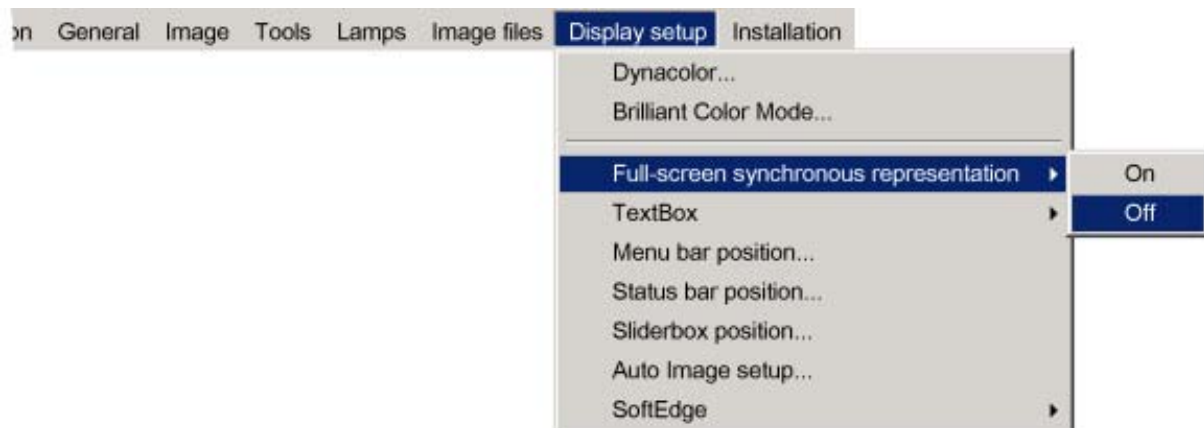 on General Image Tools Lamps Image files Display setup Installation
Dynacolor...
Brilliant Color Mode...
Full-screen synchronous representation On
TextBox Off
Menu bar position...
Status bar position...
Sliderbox position...
Auto Image setup...
SoftEdge